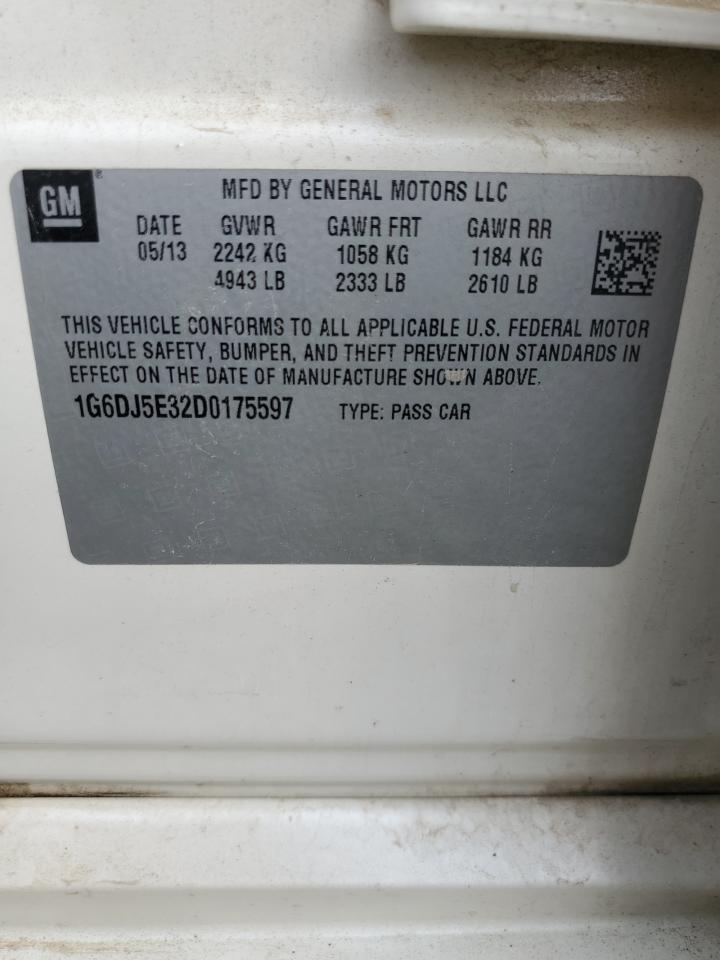 GM® MFD BY GENERAL MOTORS LLC
DATE GVWR GAWR FRT GAWR RR
05/13 2242 KG 1058 KG 1184 KG
4943 LB 2333 LB 2610 LB
THIS VEHICLE CONFORMS TO ALL APPLICABLE U.S. FEDERAL MOTOR
VEHICLE SAFETY, BUMPER, AND THEFT PREVENTION STANDARDS IN
EFFECT ON THE DATE OF MANUFACTURE SHOWN ABOVE.
1G6DJ5E32D0175597 TYPE: PASS CAR